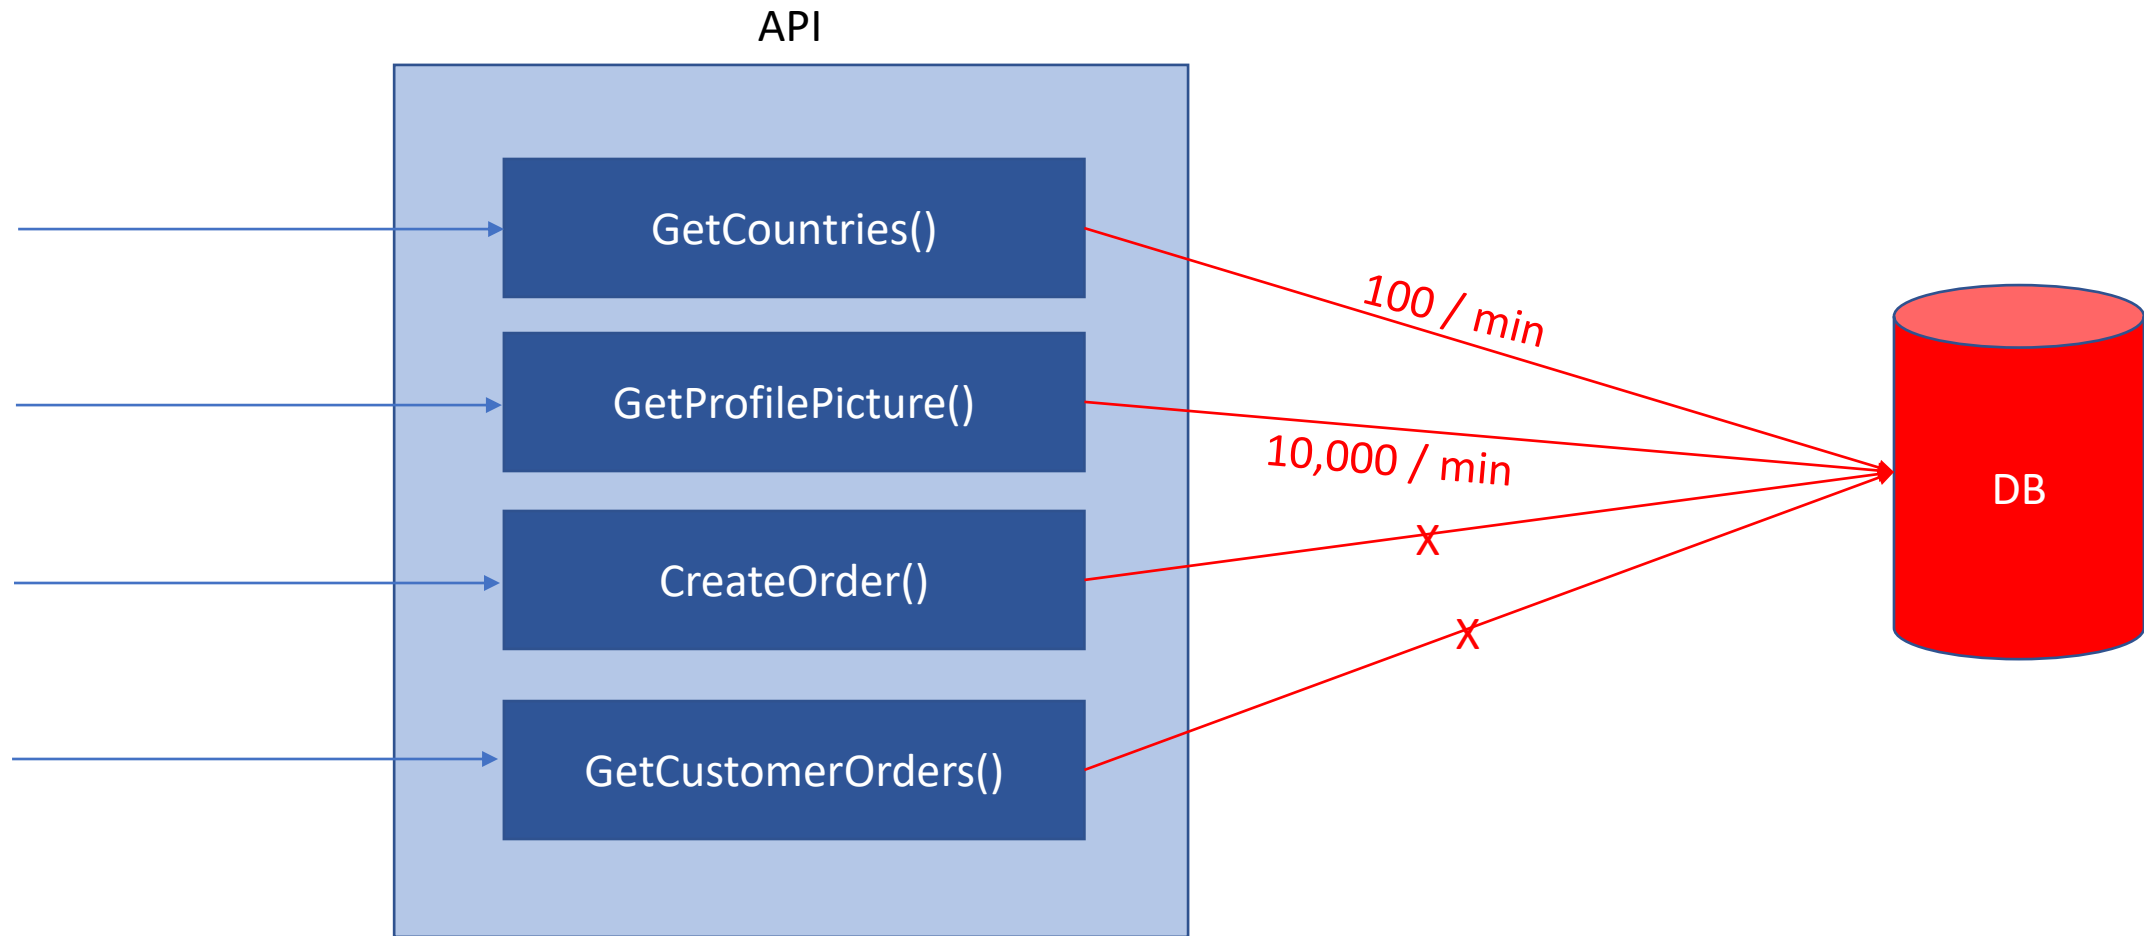 API
GetCountries()
100 / min
GetProfilePicture()
10,000 / min
DB
CreateOrder()
X
X
GetCustomerOrders()